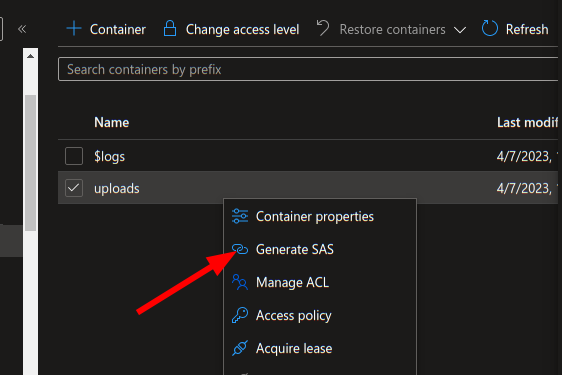 Container Change access level Restore containers Refresh
Search containers by prefix
Name Last modif
$logs 4/7/2023,
uploads 4/7/2023,
Container properties
Generate SAS
Manage ACL
Access policy
Acquire lease